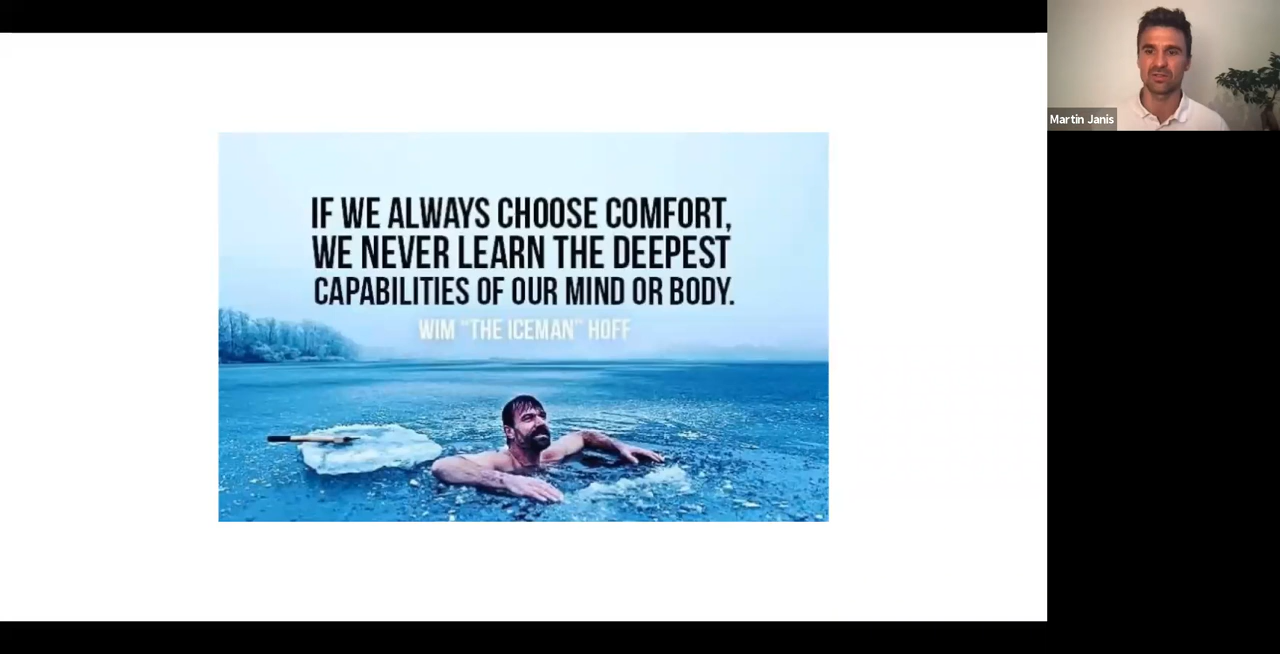 IF WE ALWAYS CHOOSE COMFORT,
WE NEVER LEARN THE DEEPEST
CAPABILITIES OF OUR MIND OR BODY.
WIM "THE ICEMAN" HOFF
Martin Janis